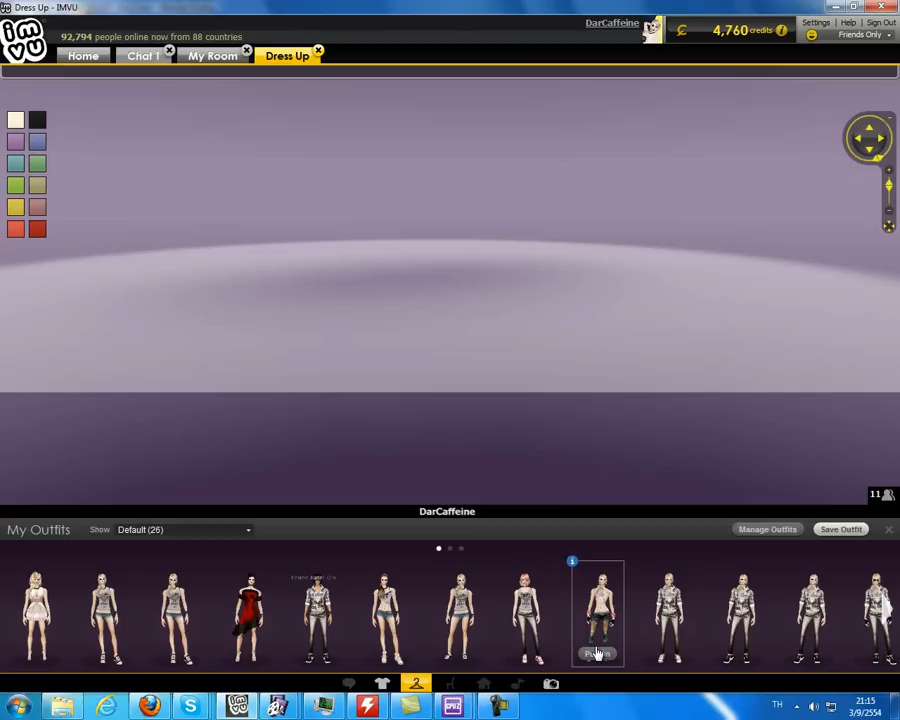 Dress Up - IMVU
imvu
92,794 people online now from 88 countries
DarCaffeine
4,760 credits
Settings Help Sign Out
Friends Only
Home Chat 1 My Room Dress Up
11
DarCaffeine
My Outfits Show Default (26) Manage Outfits Save Outfit
TH
21:15
3/9/2554